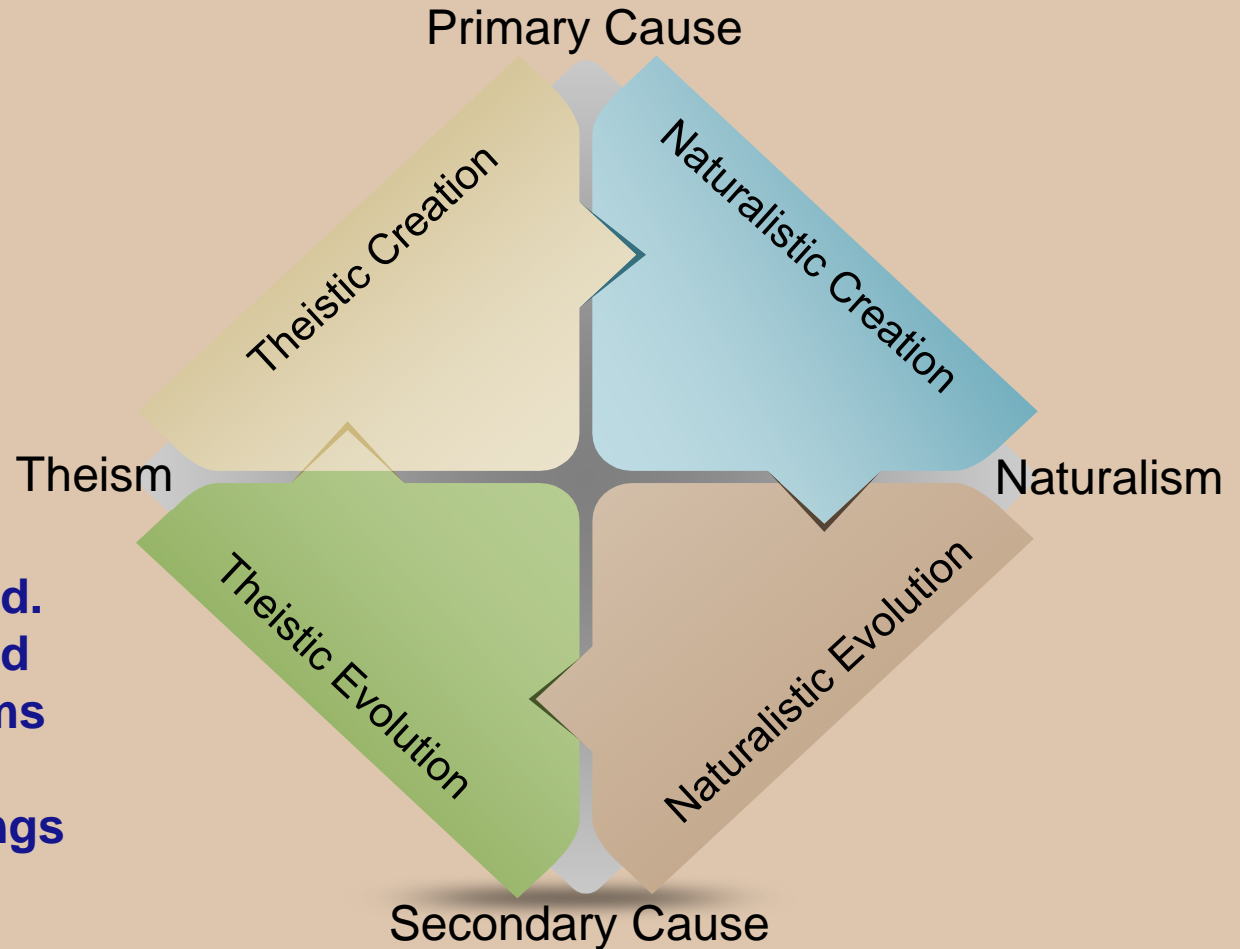 Primary Cause
Theistic Creation
Naturalistic Creation
Theism
Naturalism
d.
d
ns
ngs
Theistic Evolution
Naturalistic Evolution
Secondary Cause